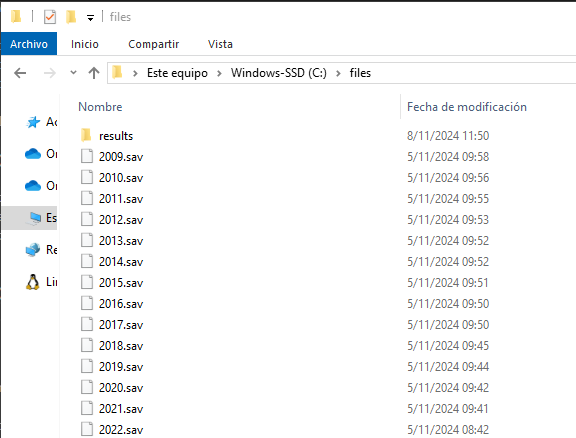 files
Archivo Inicio Compartir Vista
Este equipo Windows-SSD (C:) files
Nombre Fecha de modificación
results 8/11/2024 11:50
2009.sav 5/11/2024 09:58
2010.sav 5/11/2024 09:56
2011.sav 5/11/2024 09:55
2012.sav 5/11/2024 09:53
2013.sav 5/11/2024 09:52
2014.sav 5/11/2024 09:52
2015.sav 5/11/2024 09:51
2016.sav 5/11/2024 09:50
2017.sav 5/11/2024 09:50
2018.sav 5/11/2024 09:45
2019.sav 5/11/2024 09:44
2020.sav 5/11/2024 09:42
2021.sav 5/11/2024 09:41
2022.sav 5/11/2024 08:42